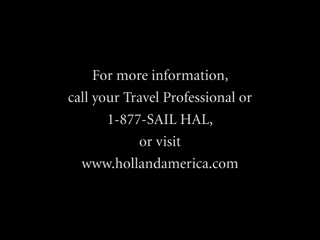 For more information,
call your Travel Professional or
1-877-SAIL HAL,
or visit
www.hollandamerica.com